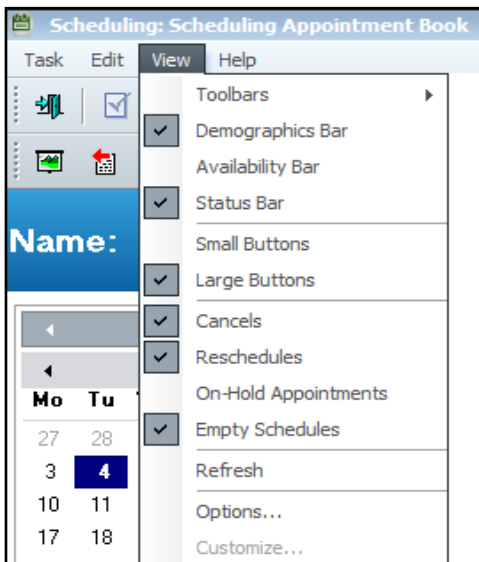 Scheduling: Scheduling Appointment Book
Task Edit View Help
Toolbars
Demographics Bar
Availability Bar
Status Bar
Name:
Small Buttons
Large Buttons
Cancels
Reschedules
Mo Tu
On-Hold Appointments
27 28
Empty Schedules
3 4
Refresh
10 11
Options...
17 18
Customize...